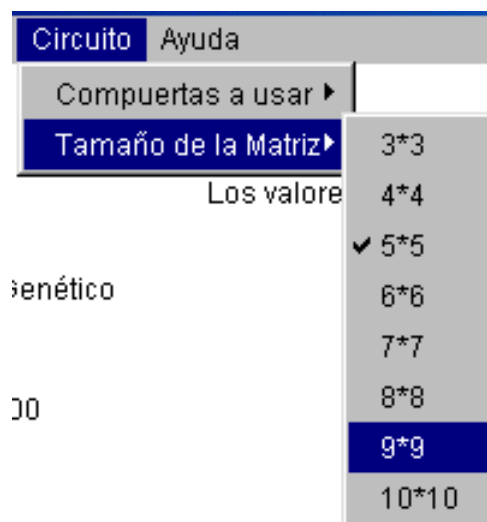 Circuito Ayuda
Compuertas a usar
Tamaño de la Matriz
3*3
Los valore
4*4
5*5
6*6
enético
7*7
8*8
00
9*9
10*10